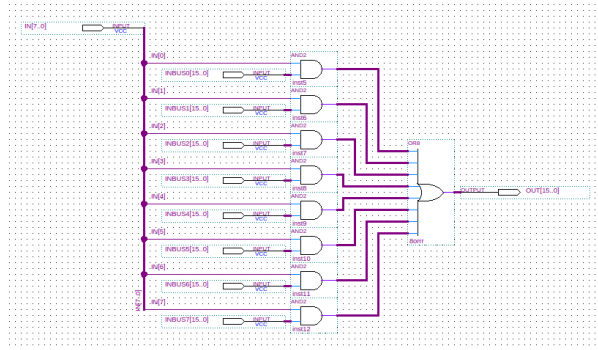 IN[7..0] INPUT
VCC
IN[0] AND2
INBUS0[15..0] INPUT
VCC
inst5
IN[1] AND2
INBUS1[15..0] INPUT
VCC
inst6
IN[2] AND2
INBUS2[15..0] INPUT
VCC
inst7
IN[3] AND2
INBUS3[15..0] INPUT
VCC
inst8
IN[4] AND2
INBUS4[15..0] INPUT
VCC
inst9
IN[5] AND2
INBUS5[15..0] INPUT
VCC
inst10
IN[6] AND2
INBUS6[15..0] INPUT
VCC
inst11
IN[7] AND2
INBUS7[15..0] INPUT
VCC
inst12
IN[7..0]
OR8
OUTPUT OUT[15..0]
8orrr